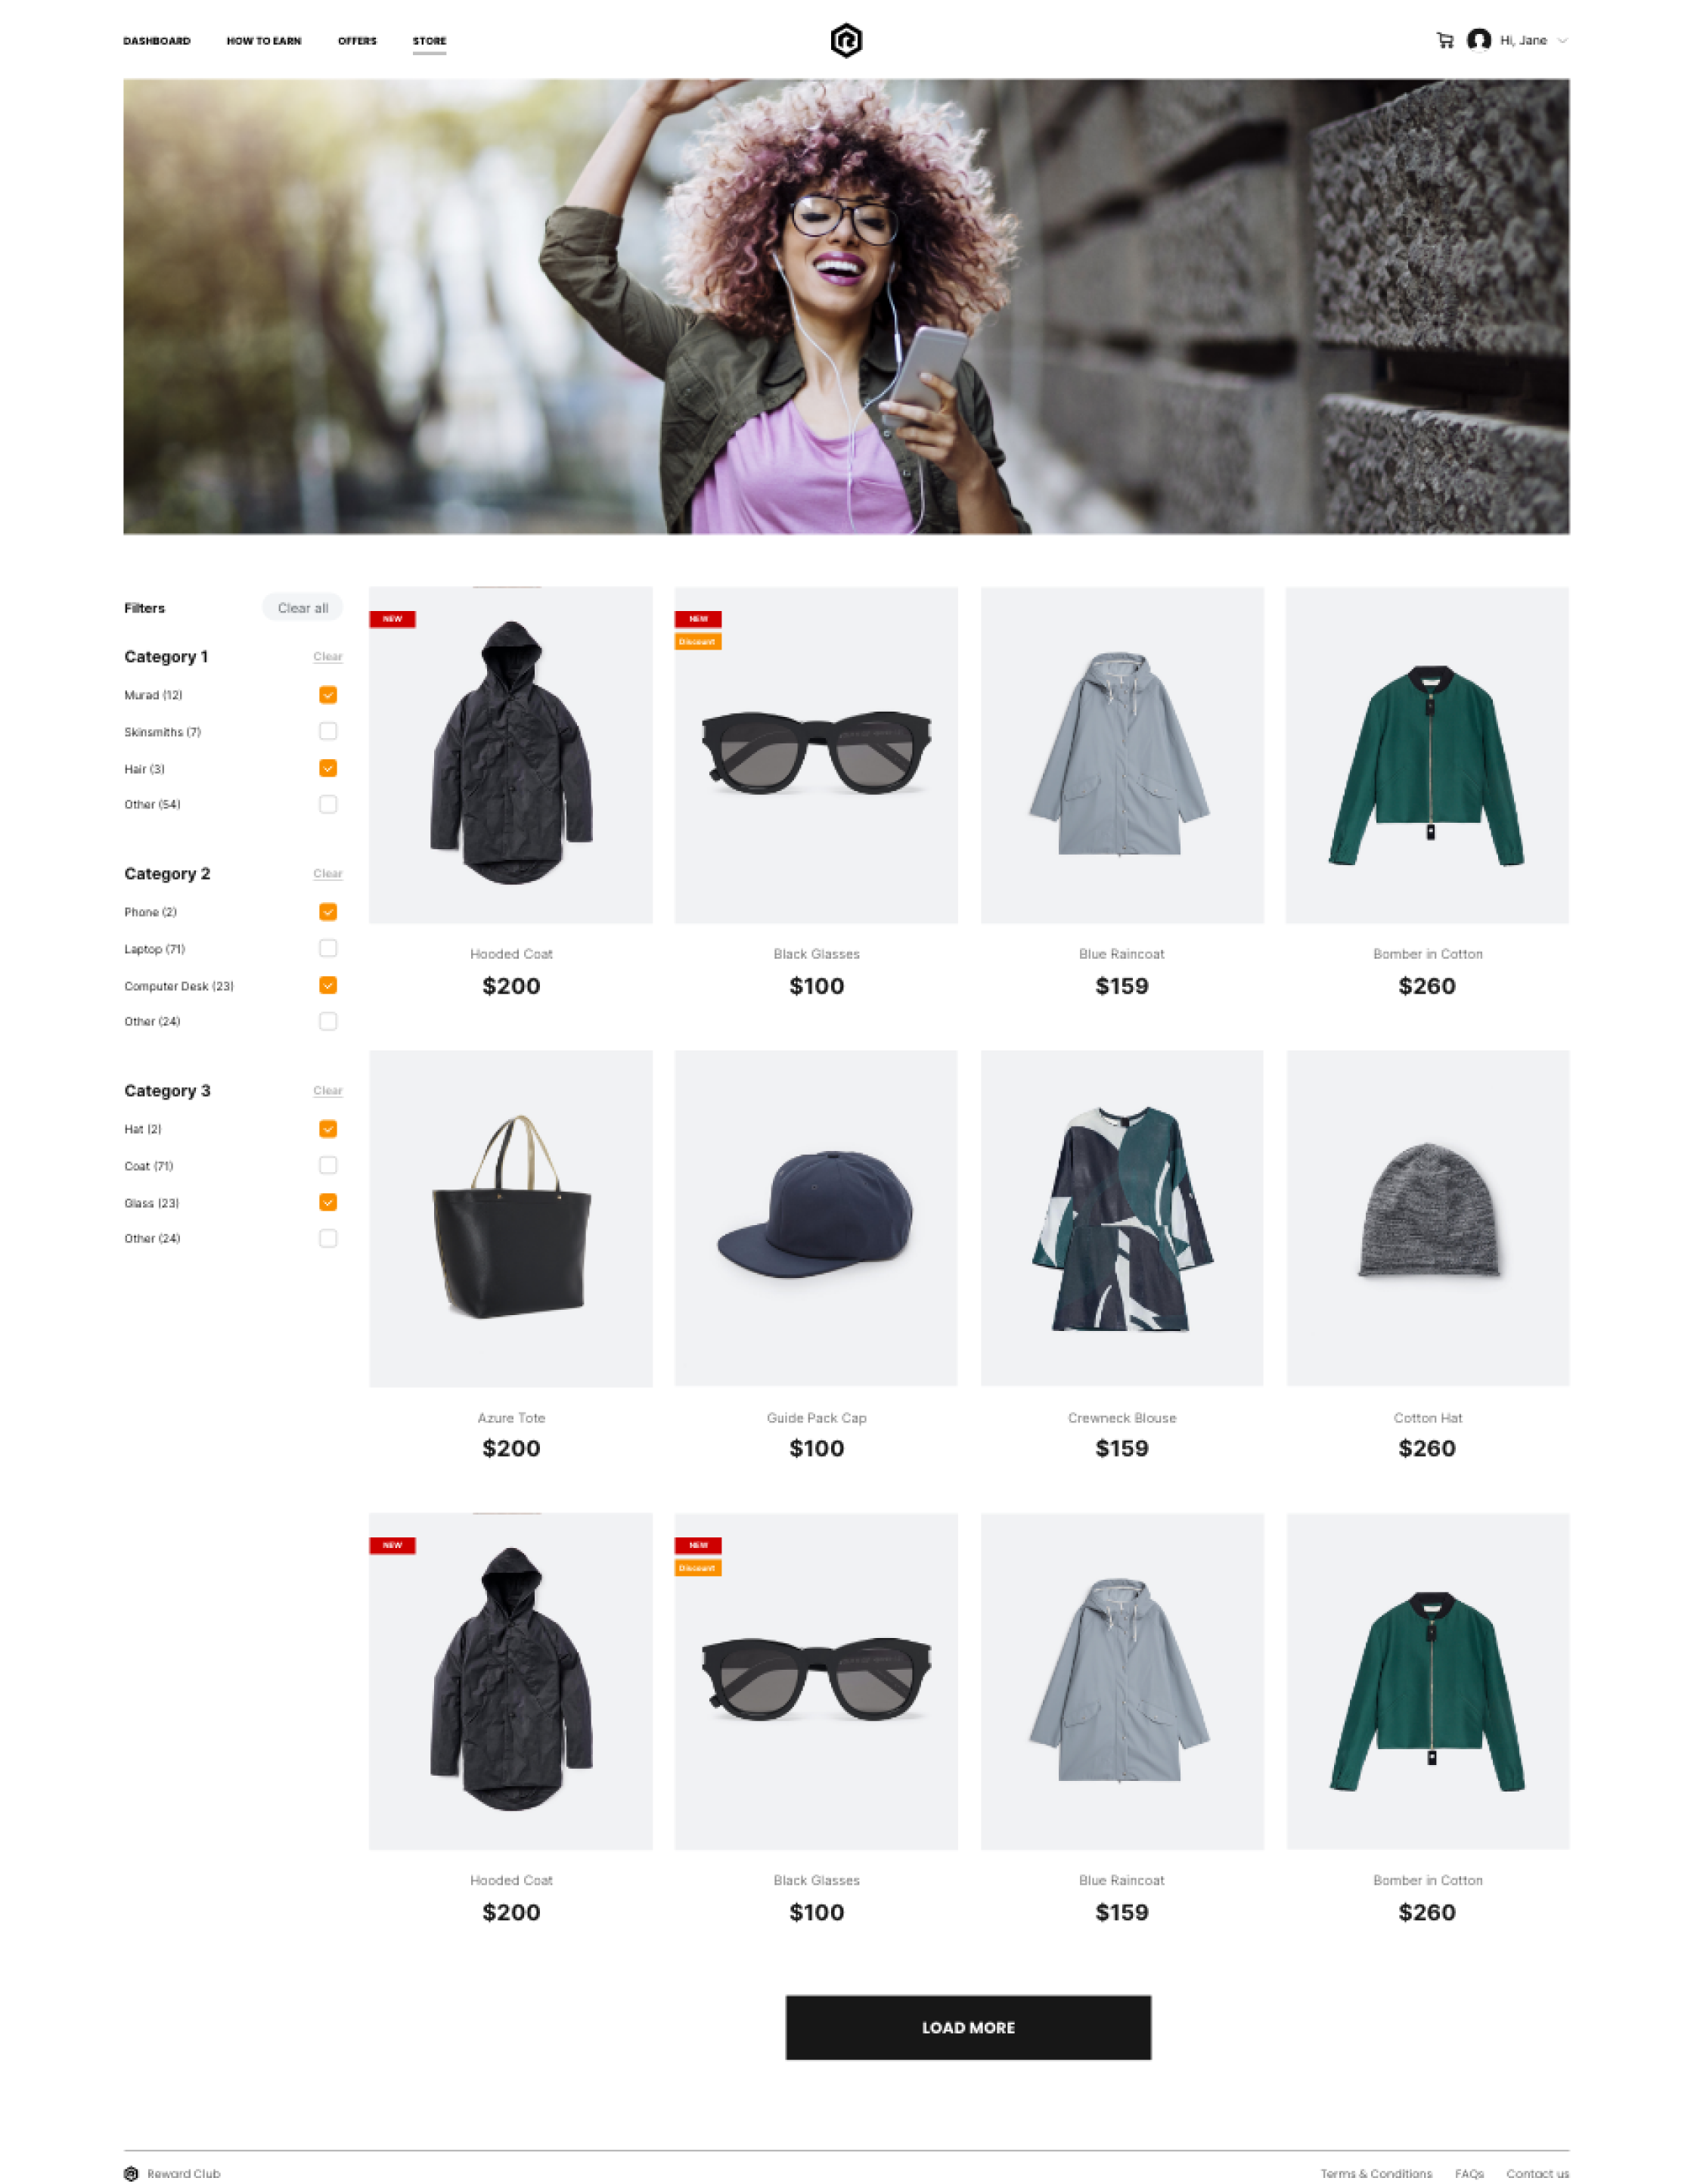 DASHBOARD HOW TO EARN OFFERS STORE Hi, Jane
Filters Clear all
Category 1 Clear
Murad (12)
Skinsmiths (7)
Hair (3)
Other (54)
Category 2 Clear
Phone (2)
Laptop (71)
Computer Desk (23)
Other (24)
Category 3 Clear
Hat (2)
Coat (71)
Glass (23)
Other (24)
NEW NEW
Discount
Hooded Coat Black Glasses Blue Raincoat Bomber in Cotton
$200 $100 $159 $260
Azure Tote Guide Pack Cap Crewneck Blouse Cotton Hat
$200 $100 $159 $260
NEW NEW
Discount
Hooded Coat Black Glasses Blue Raincoat Bomber in Cotton
$200 $100 $159 $260
LOAD MORE
Reward Club Terms & Conditions FAQs Contact us